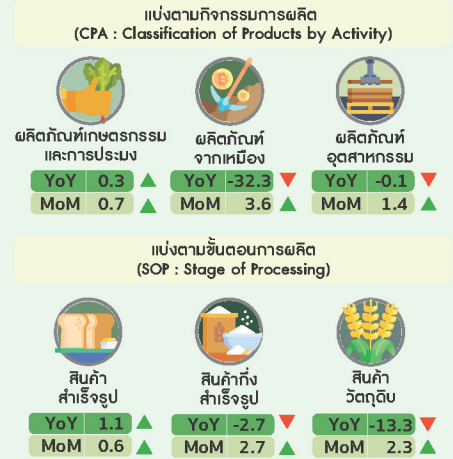 แบ่งตามกิจกรรมการผลิต
(CPA : Classification of Products by Activity)
ผลิตภัณฑ์เกษตรกรรม
และการประมง
YoY 0.3
MoM 0.7
ผลิตภัณฑ์
จากเหมือง
YoY -32.3
MoM 3.6
ผลิตภัณฑ์
อุตสาหกรรม
YoY -0.1
MoM 1.4
แบ่งตามขั้นตอนการผลิต
(SOP : Stage of Processing)
สินค้า
สำเร็จรูป
YoY 1.1
MoM 0.6
สินค้ากึ่ง
สำเร็จรูป
YoY -2.7
MoM 2.7
สินค้า
วัตถุดิบ
YoY -13.3
MoM 2.3